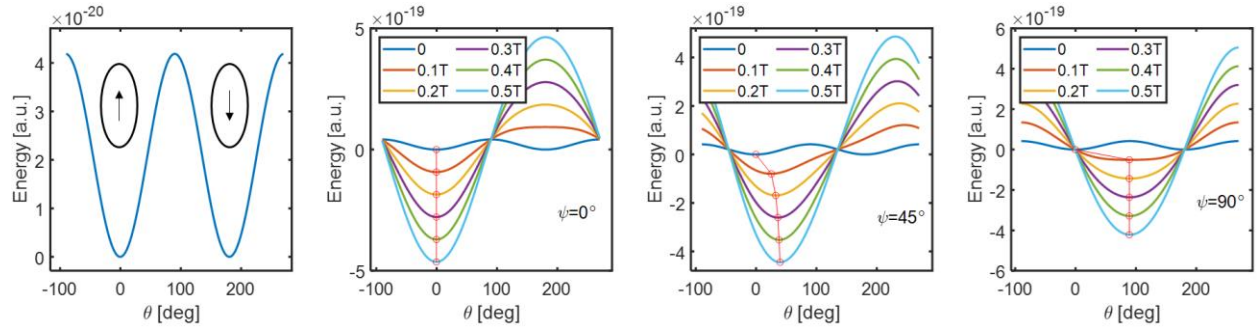 ×10⁻²⁰
4
3
2
1
0
Energy [a.u.]
-100 0 100 200
θ [deg]
×10⁻¹⁹
5
0
-5
Energy [a.u.]
0 0.3T
0.1T 0.4T
0.2T 0.5T
ψ=0°
-100 0 100 200
θ [deg]
×10⁻¹⁹
4
2
0
-2
-4
Energy [a.u.]
0 0.3T
0.1T 0.4T
0.2T 0.5T
ψ=45°
-100 0 100 200
θ [deg]
×10⁻¹⁹
6
4
2
0
-2
-4
-6
Energy [a.u.]
0 0.3T
0.1T 0.4T
0.2T 0.5T
ψ=90°
-100 0 100 200
θ [deg]